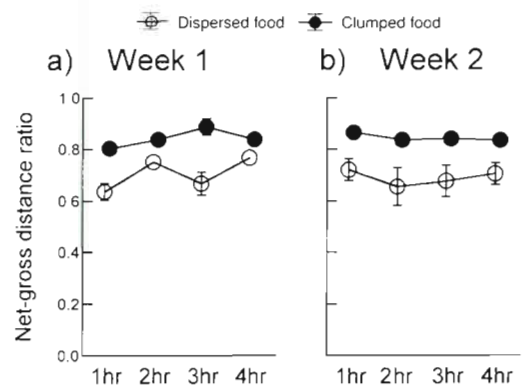 Dispersed food Clumped food
a) Week 1 b) Week 2
Net-gross distance ratio
1.0
0.8
0.6
0.4
0.2
0.0
1hr 2hr 3hr 4hr 1hr 2hr 3hr 4hr